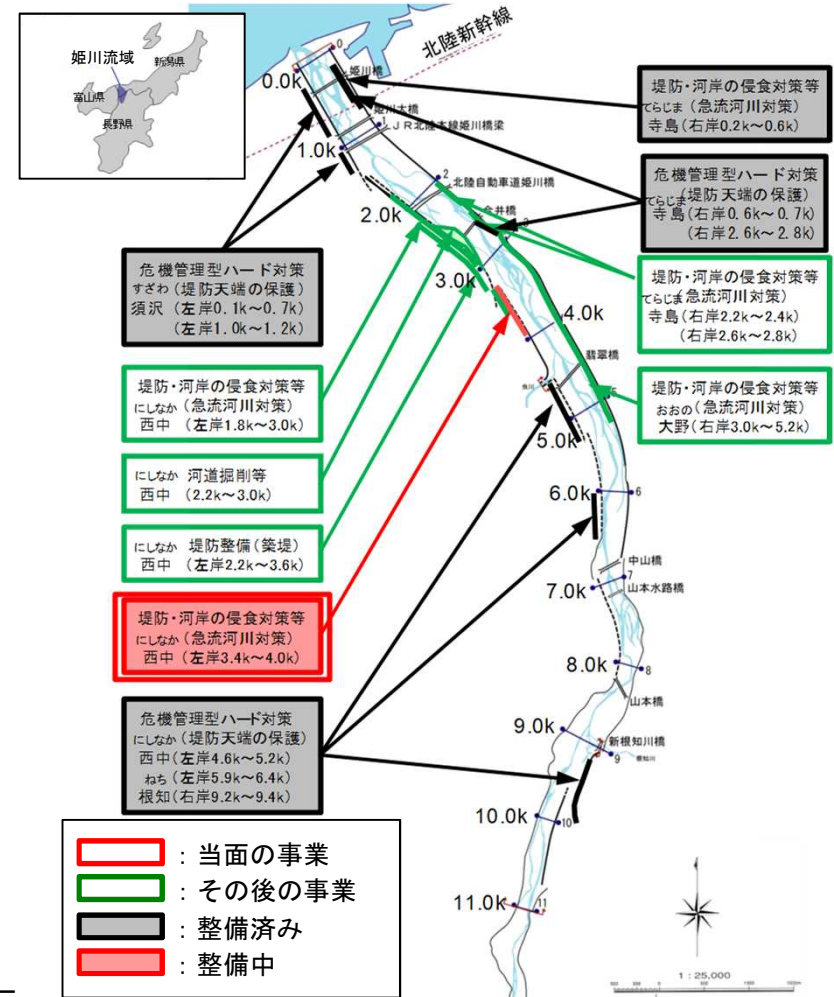 姫川流域
新潟県
富山県
長野県
北陸新幹線
0
0.0k
姫川橋
姫川大橋
1
JR北陸本線姫川橋梁
1.0k
2
北陸自動車道姫川橋
2.0k
今井橋
3
3.0k
4.0k
翡翠橋
5
5.0k
6.0k
6
中山橋
7
7.0k
山本水路橋
8.0k
8
山本橋
9.0k
新根知川橋
9
根知川
10.0k
10
11.0k
11
堤防・河岸の侵食対策等
てらじま(急流河川対策)
寺島(右岸0.2k~0.6k)
危機管理型ハード対策
てらじま(堤防天端の保護)
寺島(右岸0.6k~0.7k)
(右岸2.6k~2.8k)
堤防・河岸の侵食対策等
てらじま(急流河川対策)
寺島(右岸2.2k~2.4k)
(右岸2.6k~2.8k)
堤防・河岸の侵食対策等
おおの(急流河川対策)
大野(右岸3.0k~5.2k)
危機管理型ハード対策
すざわ(堤防天端の保護)
須沢(左岸0.1k~0.7k)
(左岸1.0k~1.2k)
堤防・河岸の侵食対策等
にしなか(急流河川対策)
西中(左岸1.8k~3.0k)
にしなか 河道掘削等
西中(2.2k~3.0k)
にしなか 堤防整備(築堤)
西中(左岸2.2k~3.6k)
堤防・河岸の侵食対策等
にしなか(急流河川対策)
西中(左岸3.4k~4.0k)
危機管理型ハード対策
にしなか(堤防天端の保護)
西中(左岸4.6k~5.2k)
ねち(左岸5.9k~6.4k)
根知(右岸9.2k~9.4k)
:当面の事業
:その後の事業
:整備済み
:整備中
1:25,000